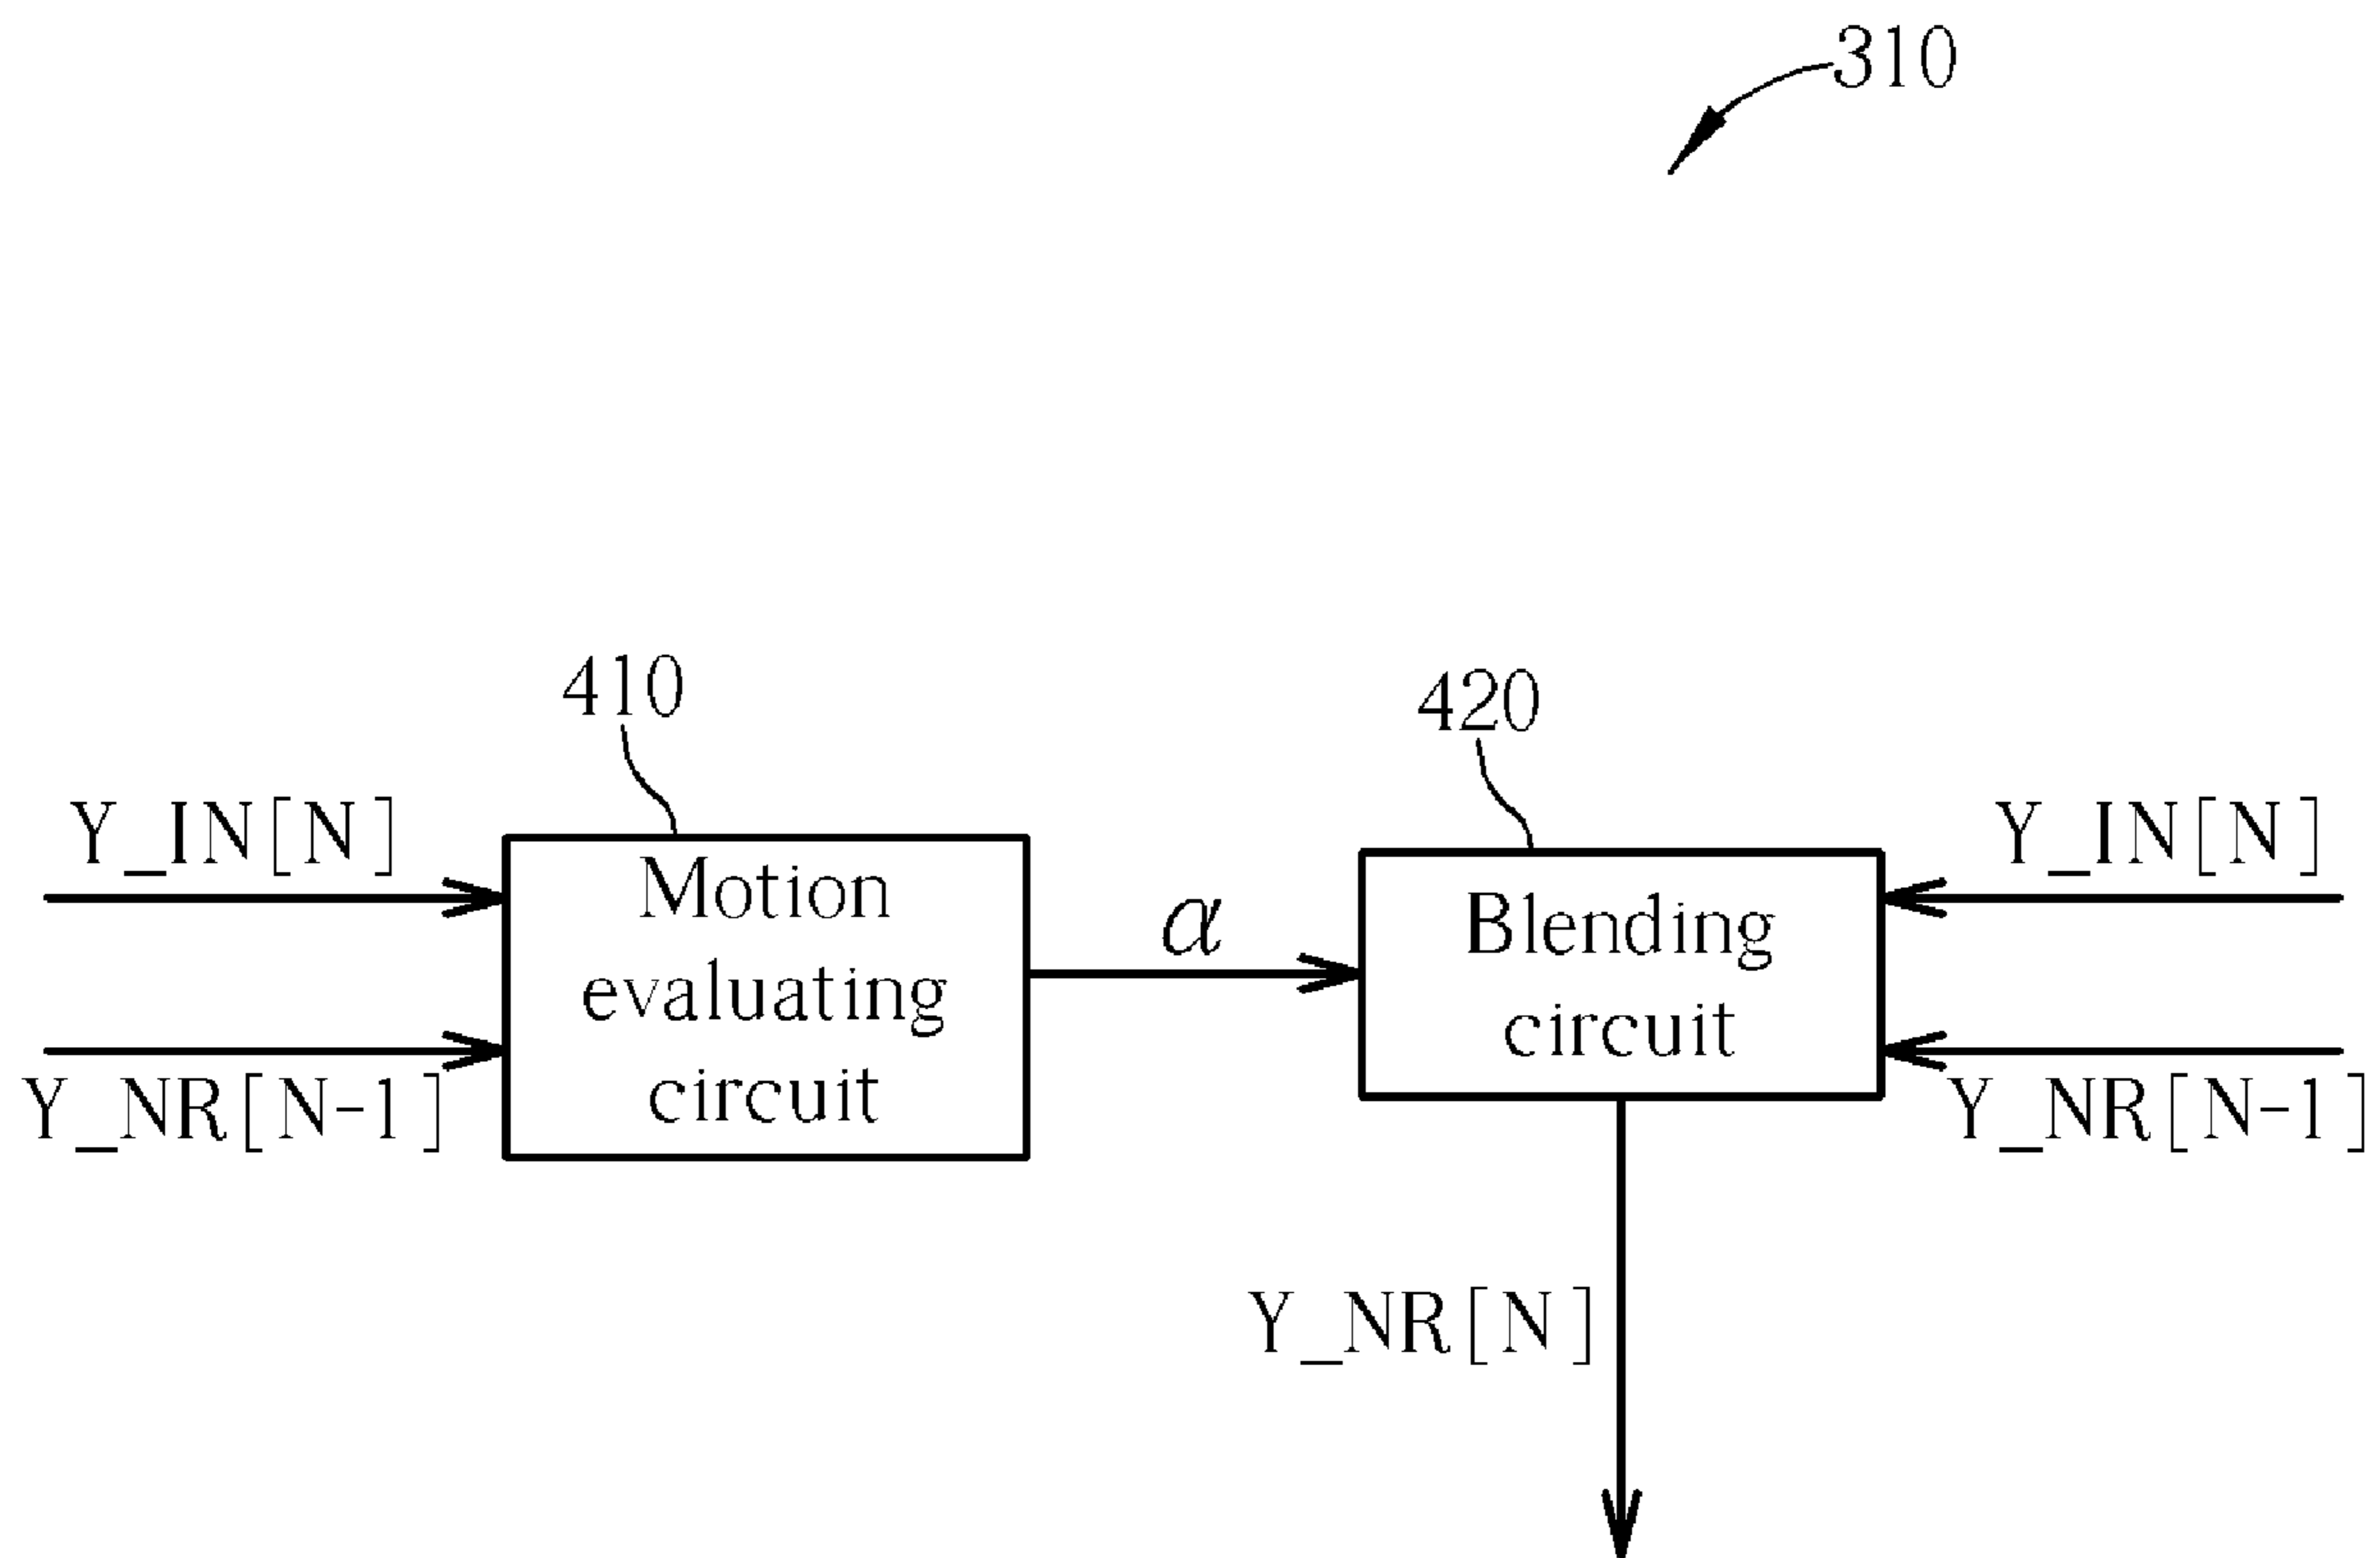 310
410
420
Y_IN[N]
Y_IN[N]
Motion
evaluating
circuit
α
Blending
circuit
Y_NR[N-1]
Y_NR[N-1]
Y_NR[N]